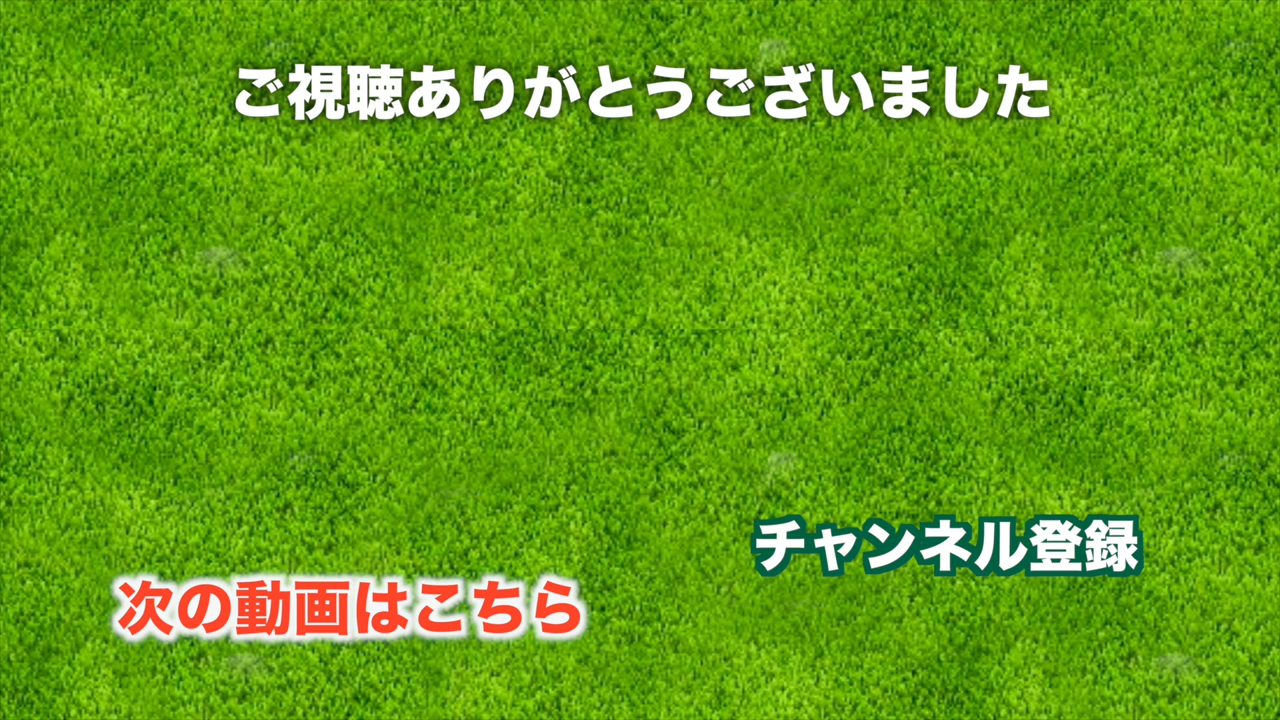 ご視聴ありがとうございました
チャンネル登録
次の動画はこちら